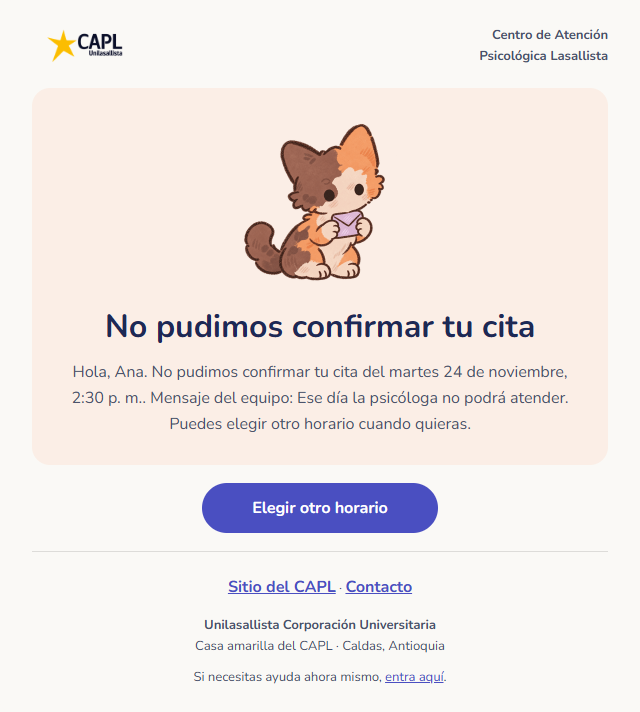 CAPL
Unilasallista
Centro de Atención
Psicológica Lasallista
No pudimos confirmar tu cita
Hola, Ana. No pudimos confirmar tu cita del martes 24 de noviembre,
2:30 p. m.. Mensaje del equipo: Ese día la psicóloga no podrá atender.
Puedes elegir otro horario cuando quieras.
Elegir otro horario
Sitio del CAPL · Contacto
Unilasallista Corporación Universitaria
Casa amarilla del CAPL · Caldas, Antioquia
Si necesitas ayuda ahora mismo, entra aquí.